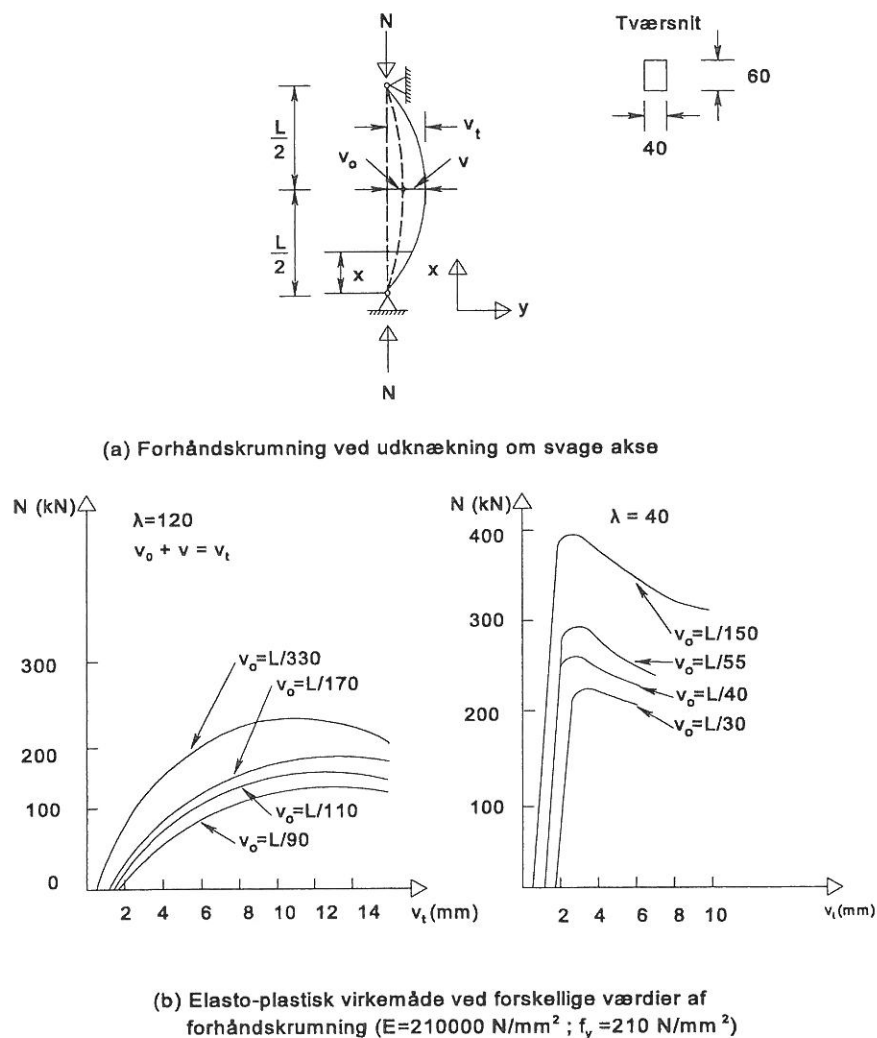 N
Tværsnit
60
40
L
2
v_t
v_o
v
L
2
x
x
y
N
(a) Forhåndskrumning ved udknækning om svage akse
N (kN)
λ=120
v_o + v = v_t
300
200
100
0
v_o=L/330
v_o=L/170
v_o=L/110
v_o=L/90
2 4 6 8 10 12 14
v_t(mm)
N (kN)
λ = 40
400
300
200
100
v_o=L/150
v_o=L/55
v_o=L/40
v_o=L/30
2 4 6 8 10
v_t(mm)
(b) Elasto-plastisk virkemåde ved forskellige værdier af
forhåndskrumning (E=210000 N/mm² ; f_y =210 N/mm²)